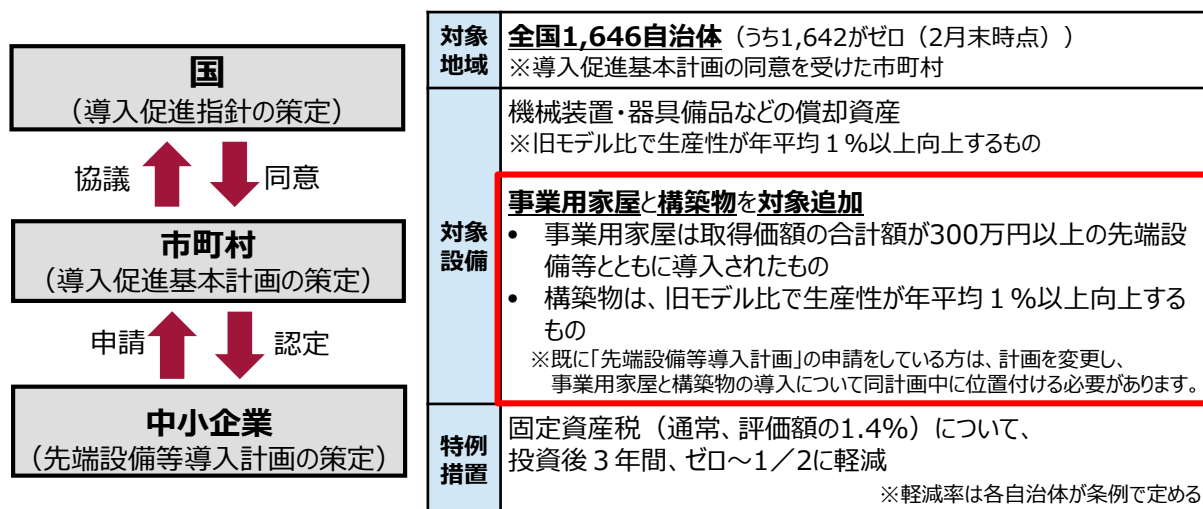 国
（導入促進指針の策定）
協議
同意
市町村
（導入促進基本計画の策定）
申請
認定
中小企業
（先端設備等導入計画の策定）
対象
地域
全国1,646自治体（うち1,642がゼロ（2月末時点））
※導入促進基本計画の同意を受けた市町村
対象
設備
機械装置・器具備品などの償却資産
※旧モデル比で生産性が年平均１％以上向上するもの
事業用家屋と構築物を対象追加
• 事業用家屋は取得価額の合計額が300万円以上の先端設
備等とともに導入されたもの
• 構築物は、旧モデル比で生産性が年平均１％以上向上する
もの
※既に「先端設備等導入計画」の申請をしている方は、計画を変更し、
事業用家屋と構築物の導入について同計画中に位置付ける必要があります。
特例
措置
固定資産税（通常、評価額の1.4%）について、
投資後３年間、ゼロ～1／2に軽減
※軽減率は各自治体が条例で定める